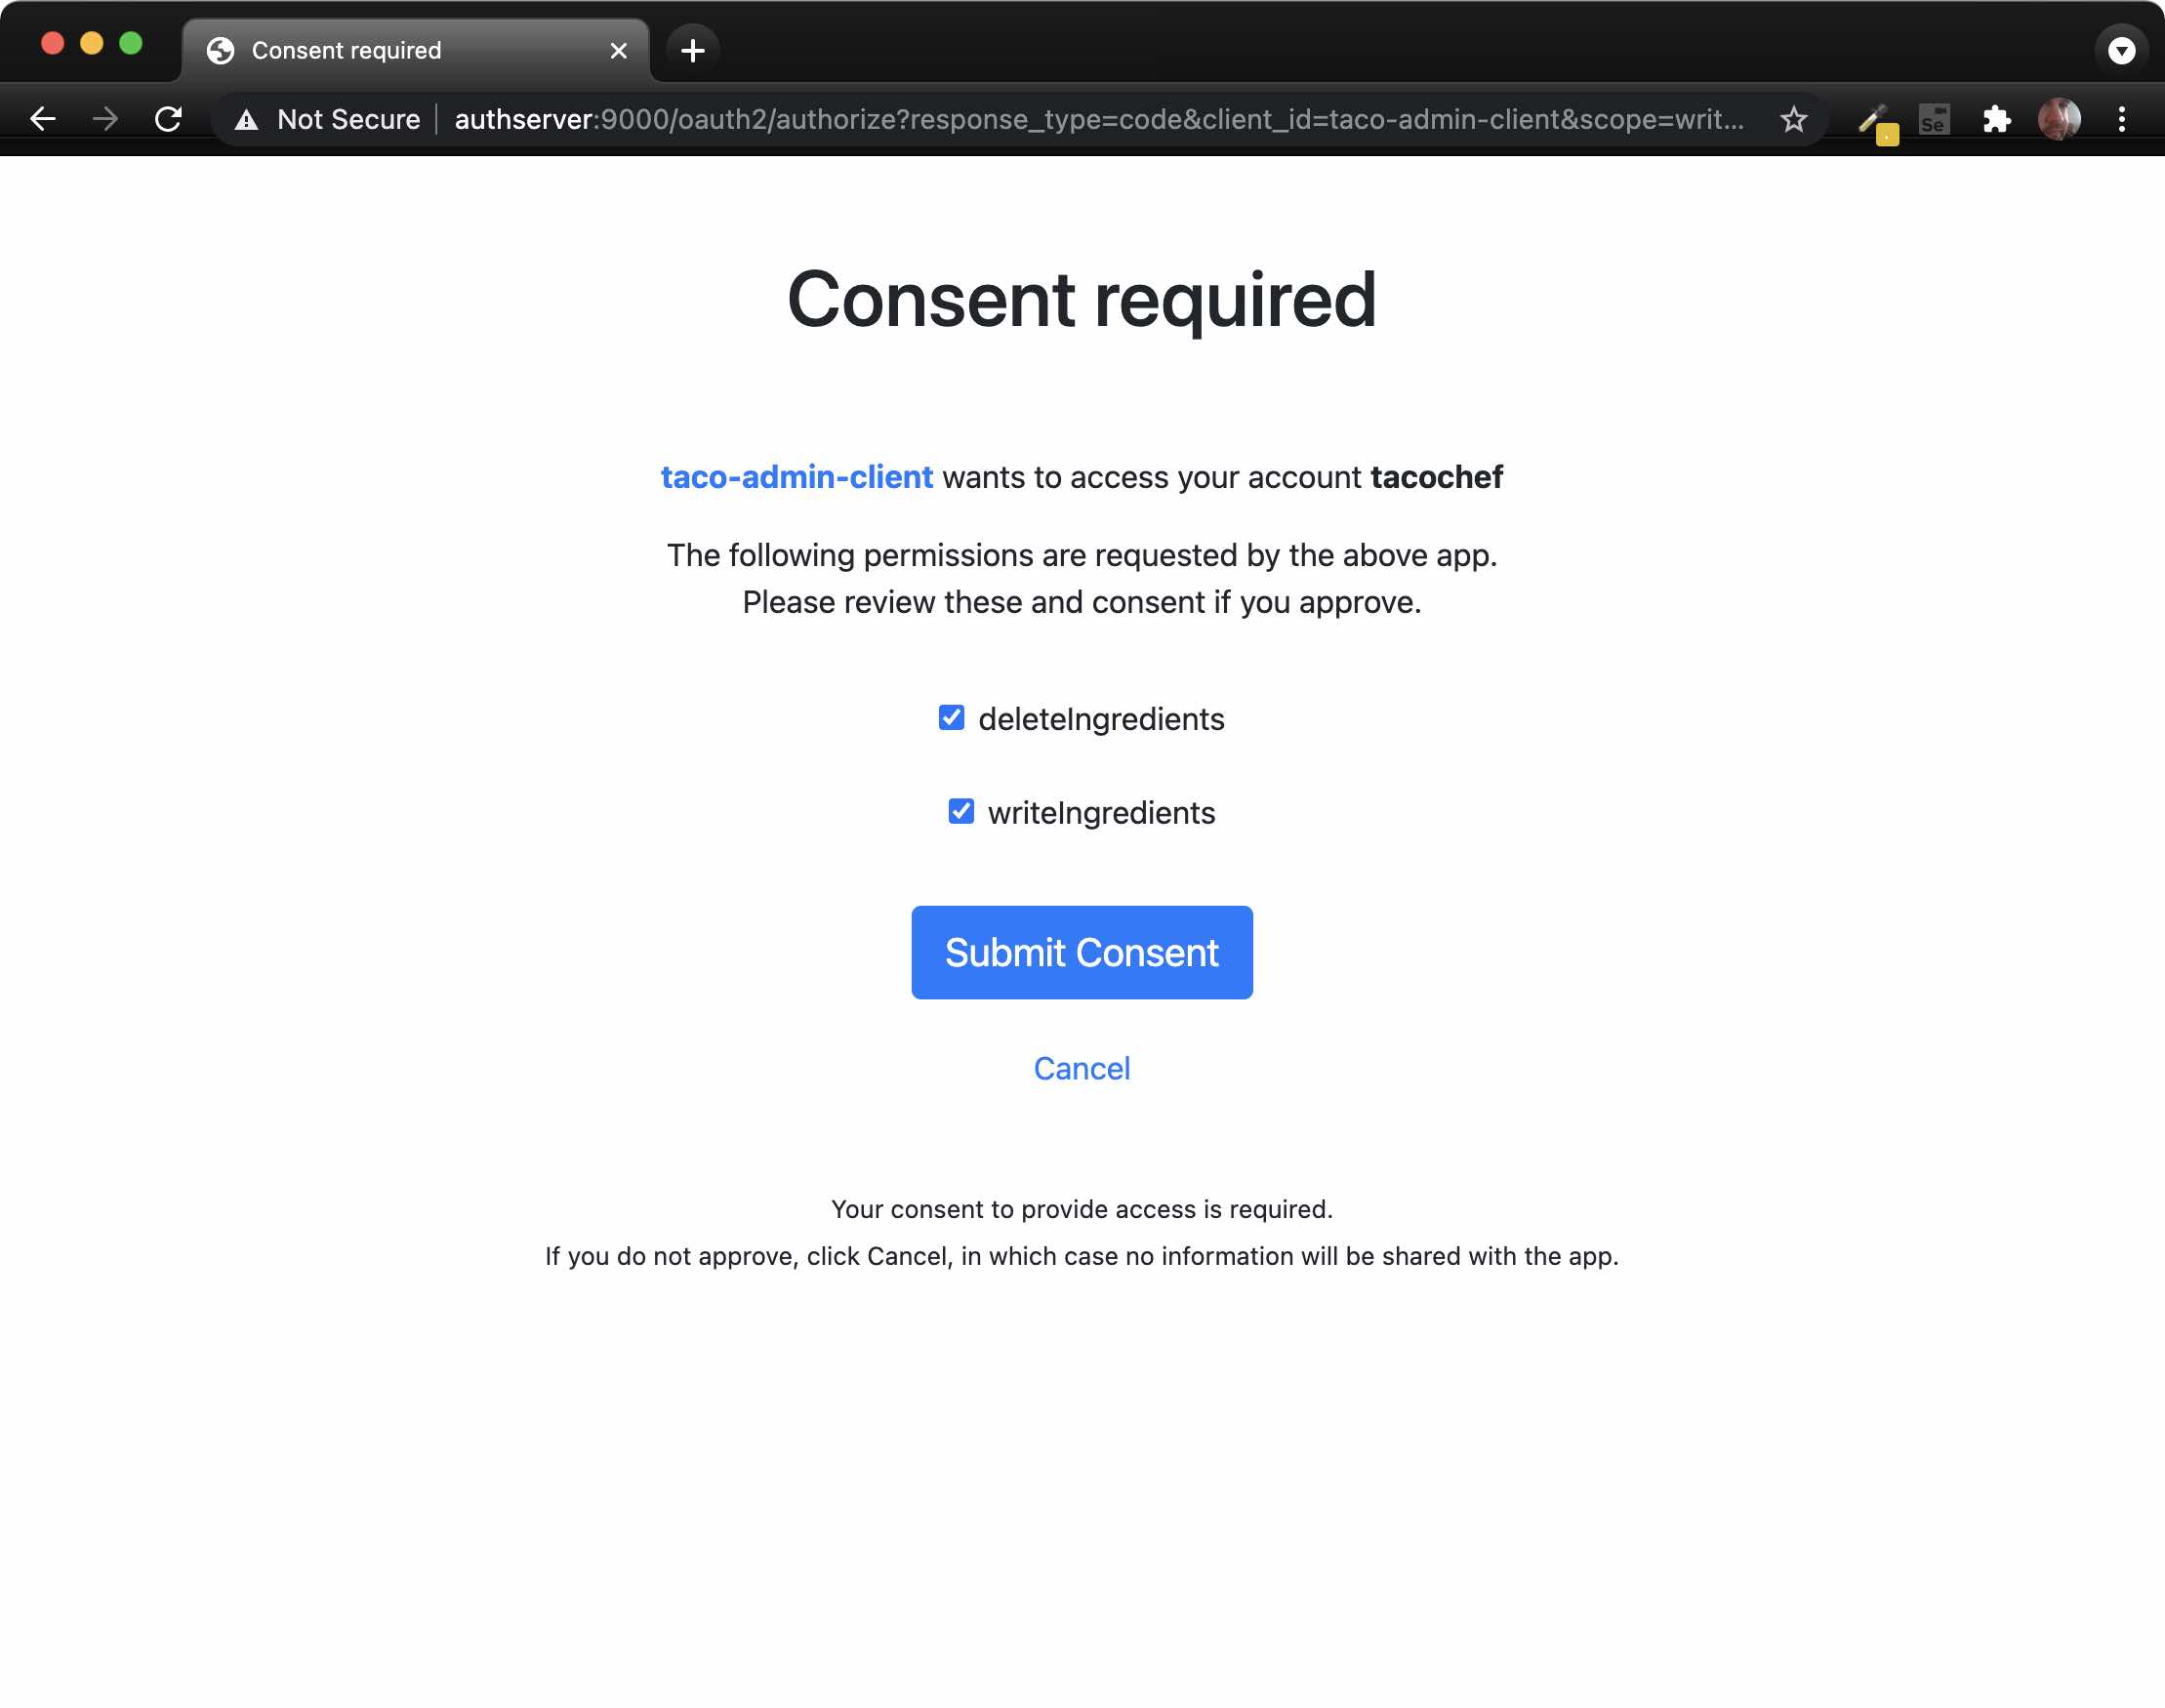 Consent required
Not Secure authserver:9000/oauth2/authorize?response_type=code&client_id=taco-admin-client&scope=writ...
Se
Consent required
taco-admin-client wants to access your account tacochef
The following permissions are requested by the above app.
Please review these and consent if you approve.
deleteIngredients
writeIngredients
Submit Consent
Cancel
Your consent to provide access is required.
If you do not approve, click Cancel, in which case no information will be shared with the app.